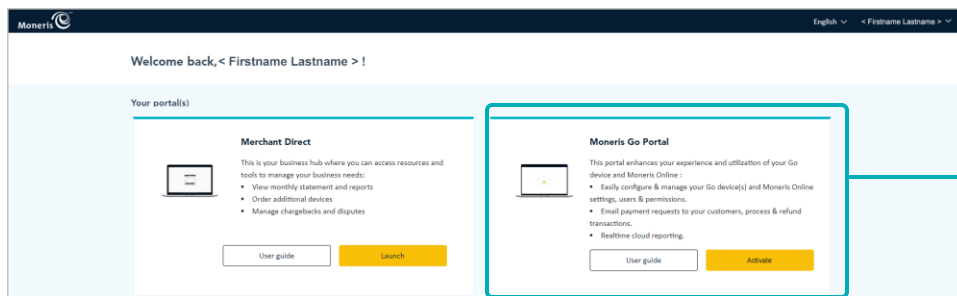 Moneris
English
< Firstname Lastname >
Welcome back,< Firstname Lastname > !
Your portal(s)
Merchant Direct
This is your business hub where you can access resources and
tools to manage your business needs:
• View monthly statement and reports
• Order additional devices
• Manage chargebacks and disputes
User guide
Launch
Moneris Go Portal
This portal enhances your experience and utilization of your Go
device and Moneris Online :
• Easily configure & manage your Go device(s) and Moneris Online
settings, users & permissions.
• Email payment requests to your customers, process & refund
transactions.
• Realtime cloud reporting.
User guide
Activate